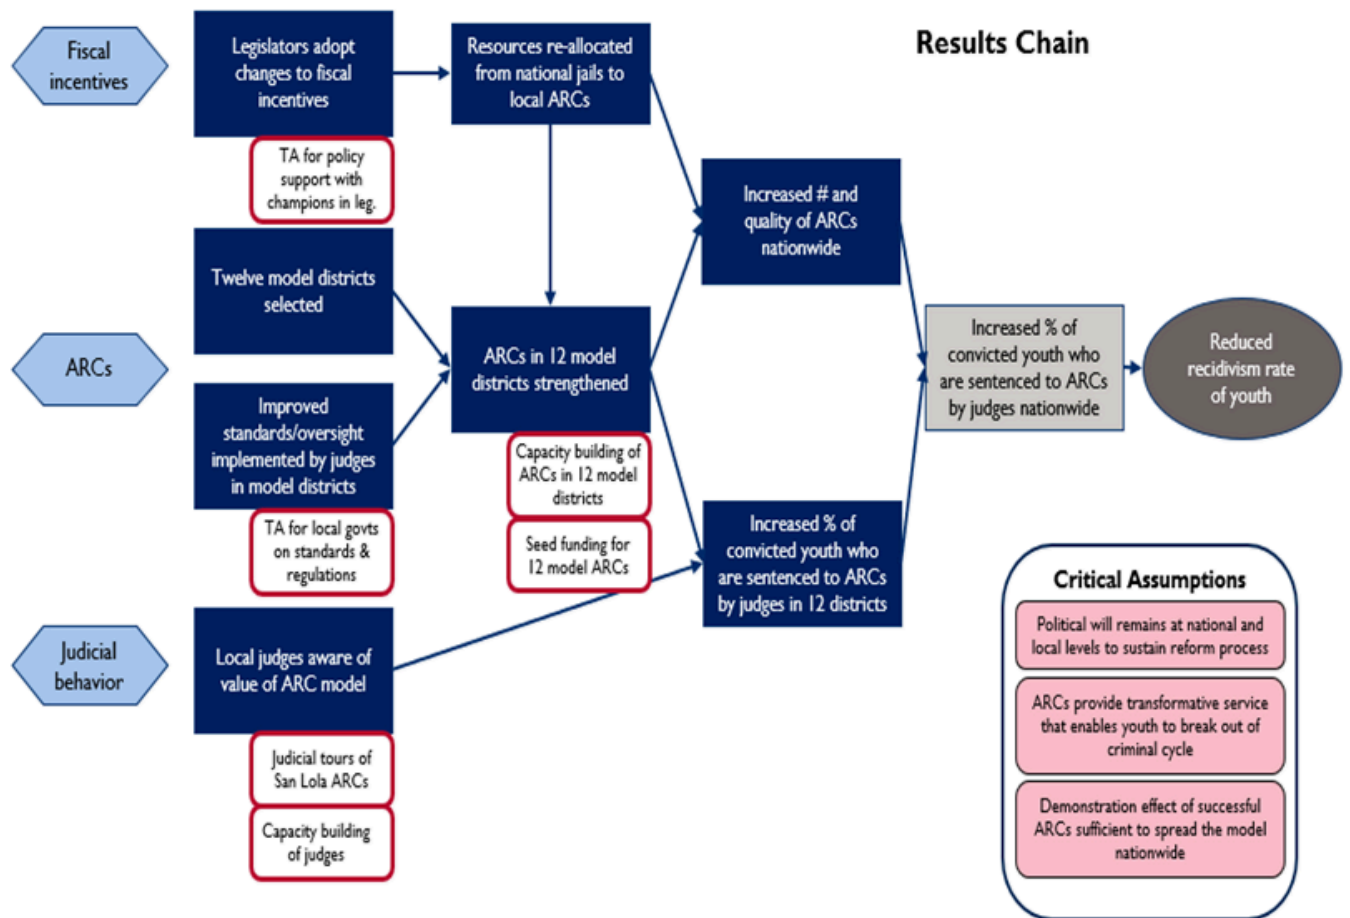 Results Chain
Fiscal
incentives
Legislators adopt
changes to fiscal
incentives
TA for policy
support with
champions in leg.
Resources re-allocated
from national jails to
local ARCs
Increased # and
quality of ARCs
nationwide
Twelve model districts
selected
ARCs
Improved
standards/oversight
implemented by judges
in model districts
TA for local govts
on standards &
regulations
ARCs in 12 model
districts strengthened
Capacity building of
ARCs in 12 model
districts
Seed funding for
12 model ARCs
Increased % of
convicted youth who
are sentenced to ARCs
by judges nationwide
Reduced
recidivism rate
of youth
Increased % of
convicted youth who
are sentenced to ARCs
by judges in 12 districts
Judicial
behavior
Local judges aware of
value of ARC model
Judicial tours of
San Lola ARCs
Capacity building
of judges
Critical Assumptions
Political will remains at national and
local levels to sustain reform process
ARCs provide transformative service
that enables youth to break out of
criminal cycle
Demonstration effect of successful
ARCs sufficient to spread the model
nationwide